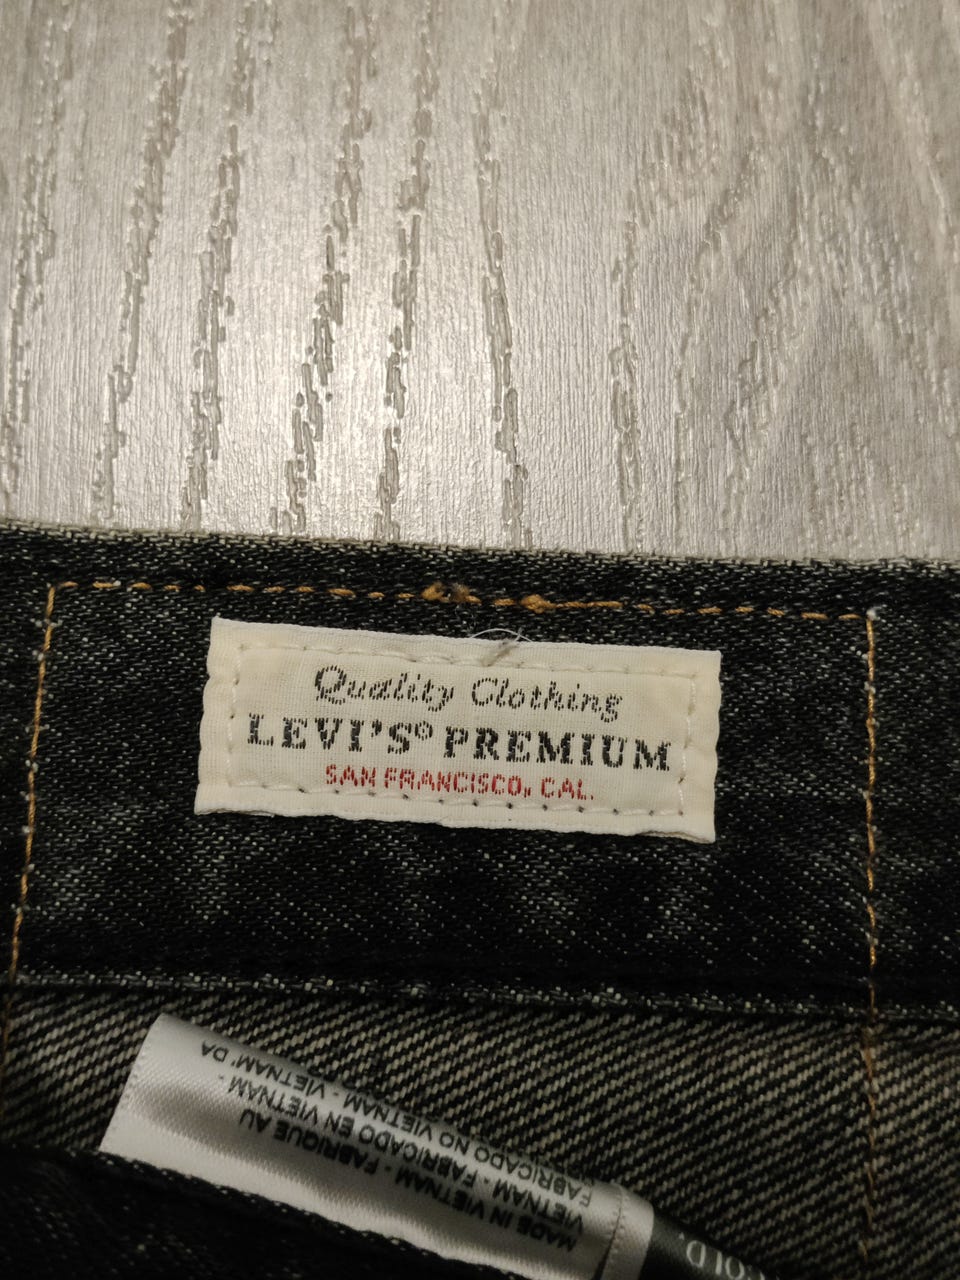 Quality Clothing
LEVI'S® PREMIUM
SAN FRANCISCO, CAL.
MADE IN VIETNAM - FABRIQUE AU
VIETNAM - FABRICADO EN VIETNAM -
FABRICADO NO VIETNAM - VIETNAM'DA
OLD.